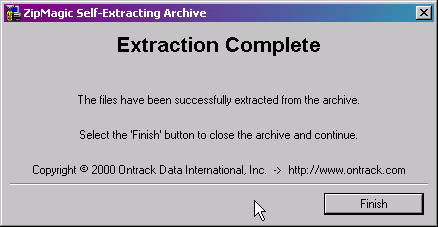 ZipMagic Self-Extracting Archive
Extraction Complete
The files have been successfully extracted from the archive.
Select the 'Finish' button to close the archive and continue.
Copyright © 2000 Ontrack Data International, Inc. -> http://www.ontrack.com
Finish